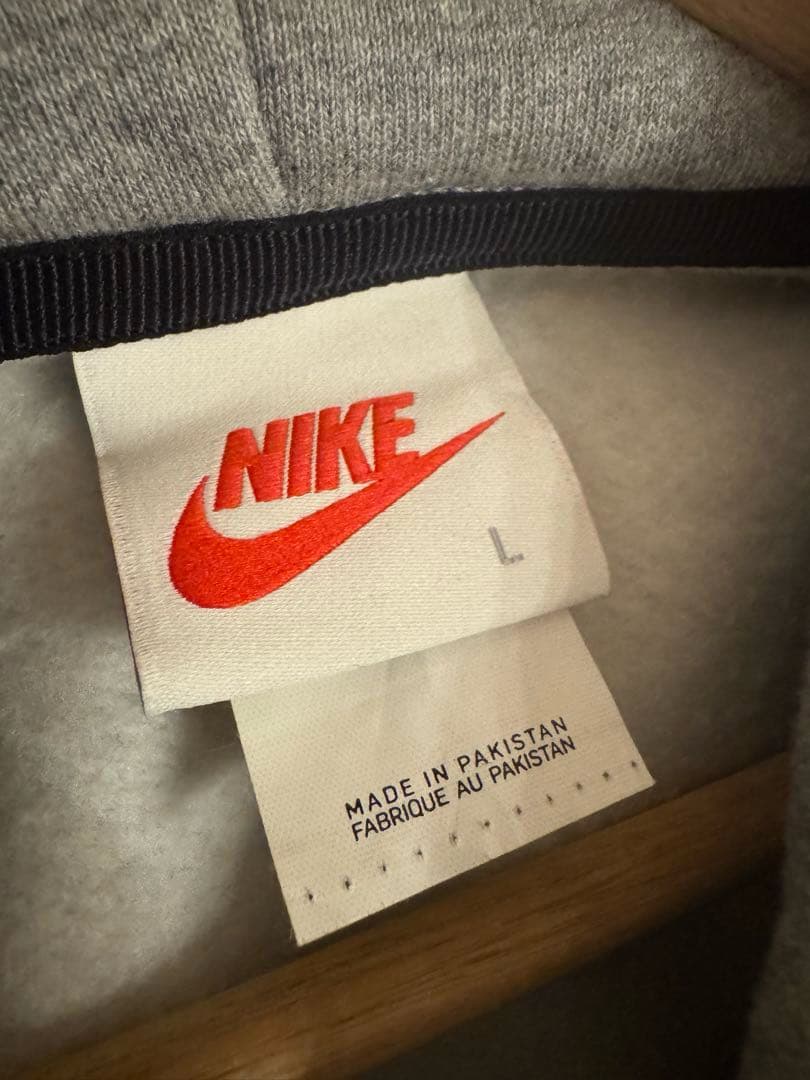 NIKE
L
MADE IN PAKISTAN
FABRIQUE AU PAKISTAN